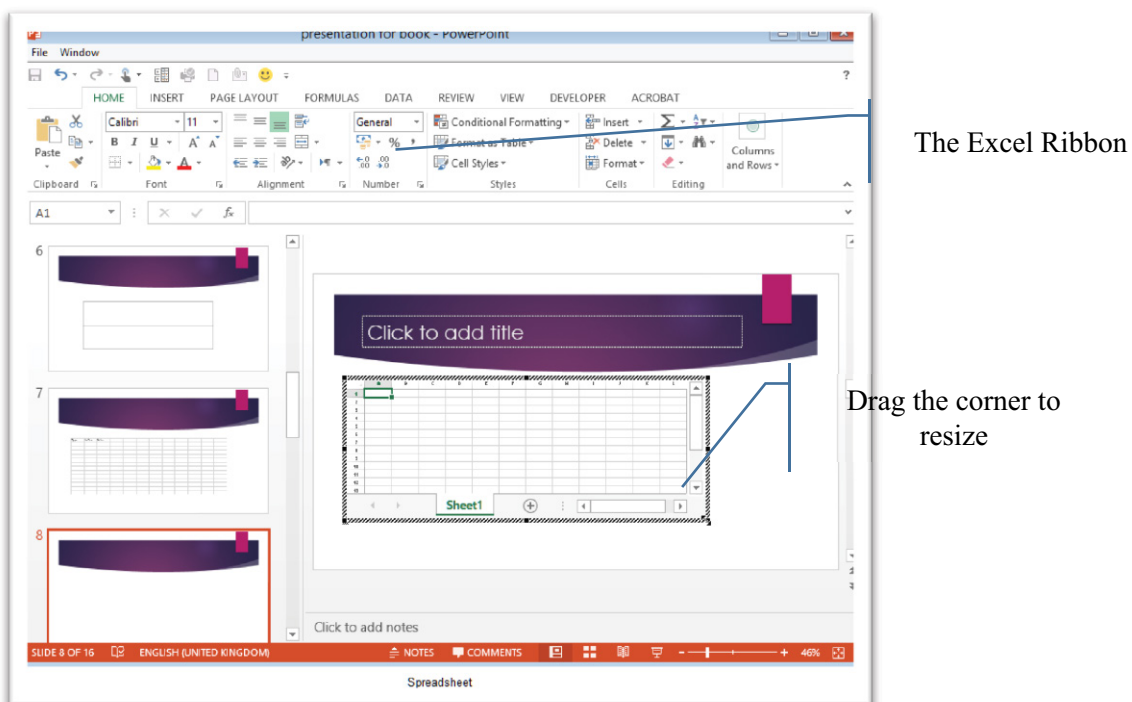 presentation for book - PowerPoint
File Window
?
HOME INSERT PAGE LAYOUT FORMULAS DATA REVIEW VIEW DEVELOPER ACROBAT
Calibri 11 General Conditional Formatting Insert
Paste B I U A A % Format as Table Delete Columns and Rows
A Cell Styles Format
Clipboard Font Alignment Number Styles Cells Editing
A1 fx
The Excel Ribbon
6
7
8
Click to add title
Sheet1
Drag the corner to
resize
Click to add notes
SLIDE 8 OF 16 ENGLISH (UNITED KINGDOM) NOTES COMMENTS 46%
Spreadsheet